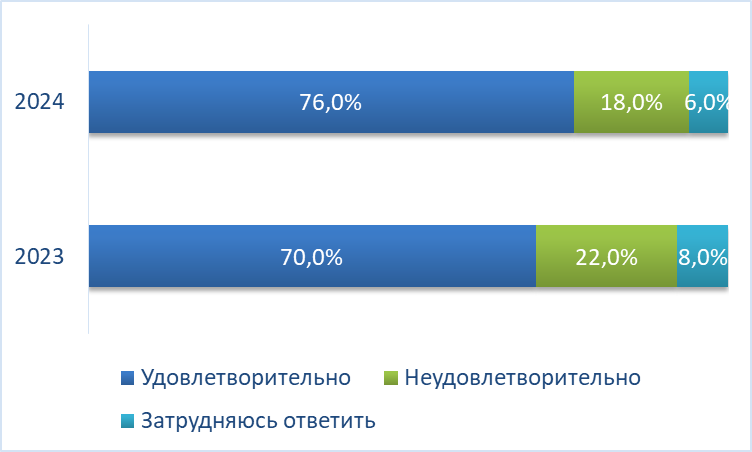 2024 76,0% 18,0% 6,0%
2023 70,0% 22,0% 8,0%
Удовлетворительно Неудовлетворительно
Затрудняюсь ответить